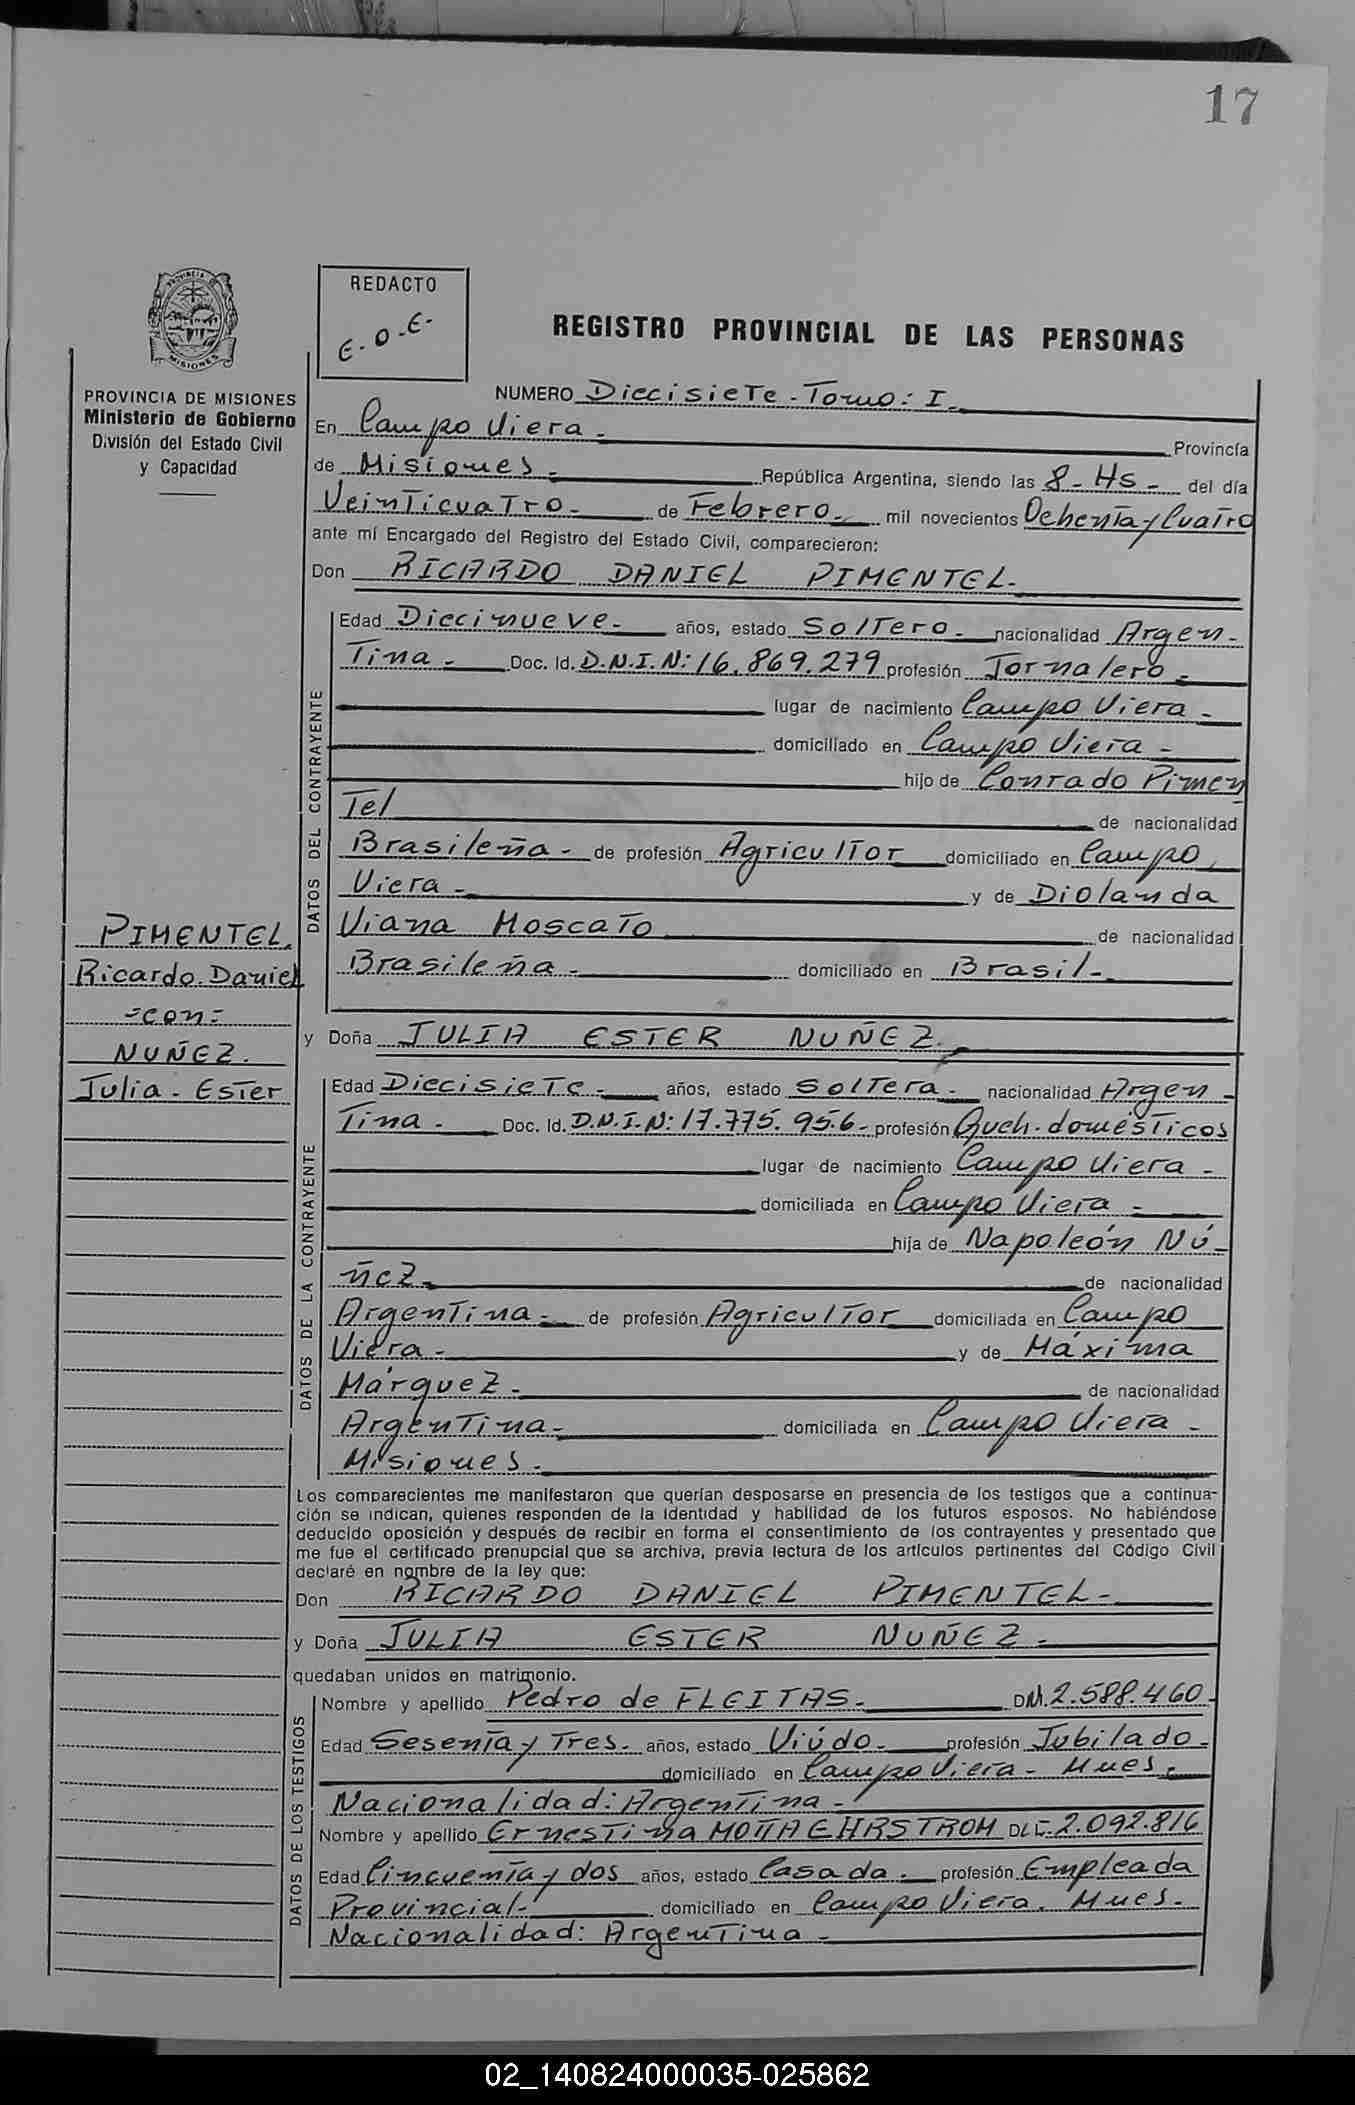 17
REDACTO
E.O.E.
REGISTRO PROVINCIAL DE LAS PERSONAS
PROVINCIA DE MISIONES
Ministerio de Gobierno
División del Estado Civil
y Capacidad
NUMERO Diecisiete. Tomo: I.
En Campo Viera - Provincia
de Misiones. República Argentina, siendo las 8-Hs- del día
Veinticuatro - de Febrero. mil novecientos Ochenta y Cuatro
ante mí Encargado del Registro del Estado Civil, comparecieron:
Don RICARDO DANIEL PIMENTEL.
DATOS DEL CONTRAYENTE
Edad Diecinueve. años, estado Soltero. nacionalidad Argen-
tina - Doc. Id. D.N.I.N: 16.869.279 profesión Jornalero.
lugar de nacimiento Campo Viera -
domiciliado en Campo Viera -
hijo de Conrado Pimen
tel de nacionalidad
Brasileña - de profesión Agricultor domiciliado en Campo
Viera - y de Diolanda
Viana Moscato de nacionalidad
Brasileña - domiciliado en Brasil -
PIMENTEL.
Ricardo. Daniel
=con=
NUÑEZ.
Julia - Ester
y Doña JULIA ESTER NUÑEZ.
DATOS DE LA CONTRAYENTE
Edad Diecisiete - años, estado Soltera - nacionalidad Argen -
tina - Doc. Id. D.N.I.N: 17.775.956 - profesión Queh. domésticos
lugar de nacimiento Campo Viera -
domiciliada en Campo Viera -
hija de Napoleón Nú-
ñez. de nacionalidad
Argentina - de profesión Agricultor domiciliada en Campo
Viera - y de Máxima
Márquez - de nacionalidad
Argentina - domiciliada en Campo Viera -
Misiones.
Los comparecientes me manifestaron que querían desposarse en presencia de los testigos que a continua-
ción se indican, quienes responden de la identidad y habilidad de los futuros esposos. No habiéndose
deducido oposición y después de recibir en forma el consentimiento de los contrayentes y presentado que
me fue el certificado prenupcial que se archiva, previa lectura de los artículos pertinentes del Código Civil
declaré en nombre de la ley que:
Don RICARDO DANIEL PIMENTEL -
y Doña JULIA ESTER NUÑEZ -
quedaban unidos en matrimonio.
DATOS DE LOS TESTIGOS
Nombre y apellido Pedro de FLEITAS. DM. 2.588.460
Edad Sesenta y Tres. años, estado Viúdo - profesión Jubilado -
domiciliado en Campo Viera - Mnes.
Nacionalidad: Argentina -
Nombre y apellido Ernestina MOTTA EHRSTROM DLC. 2.092.816
Edad Cincuenta y dos años, estado Casada - profesión Empleada
Provincial - domiciliado en Campo Viera. Mnes.
Nacionalidad: Argentina -
02_140824000035-025862